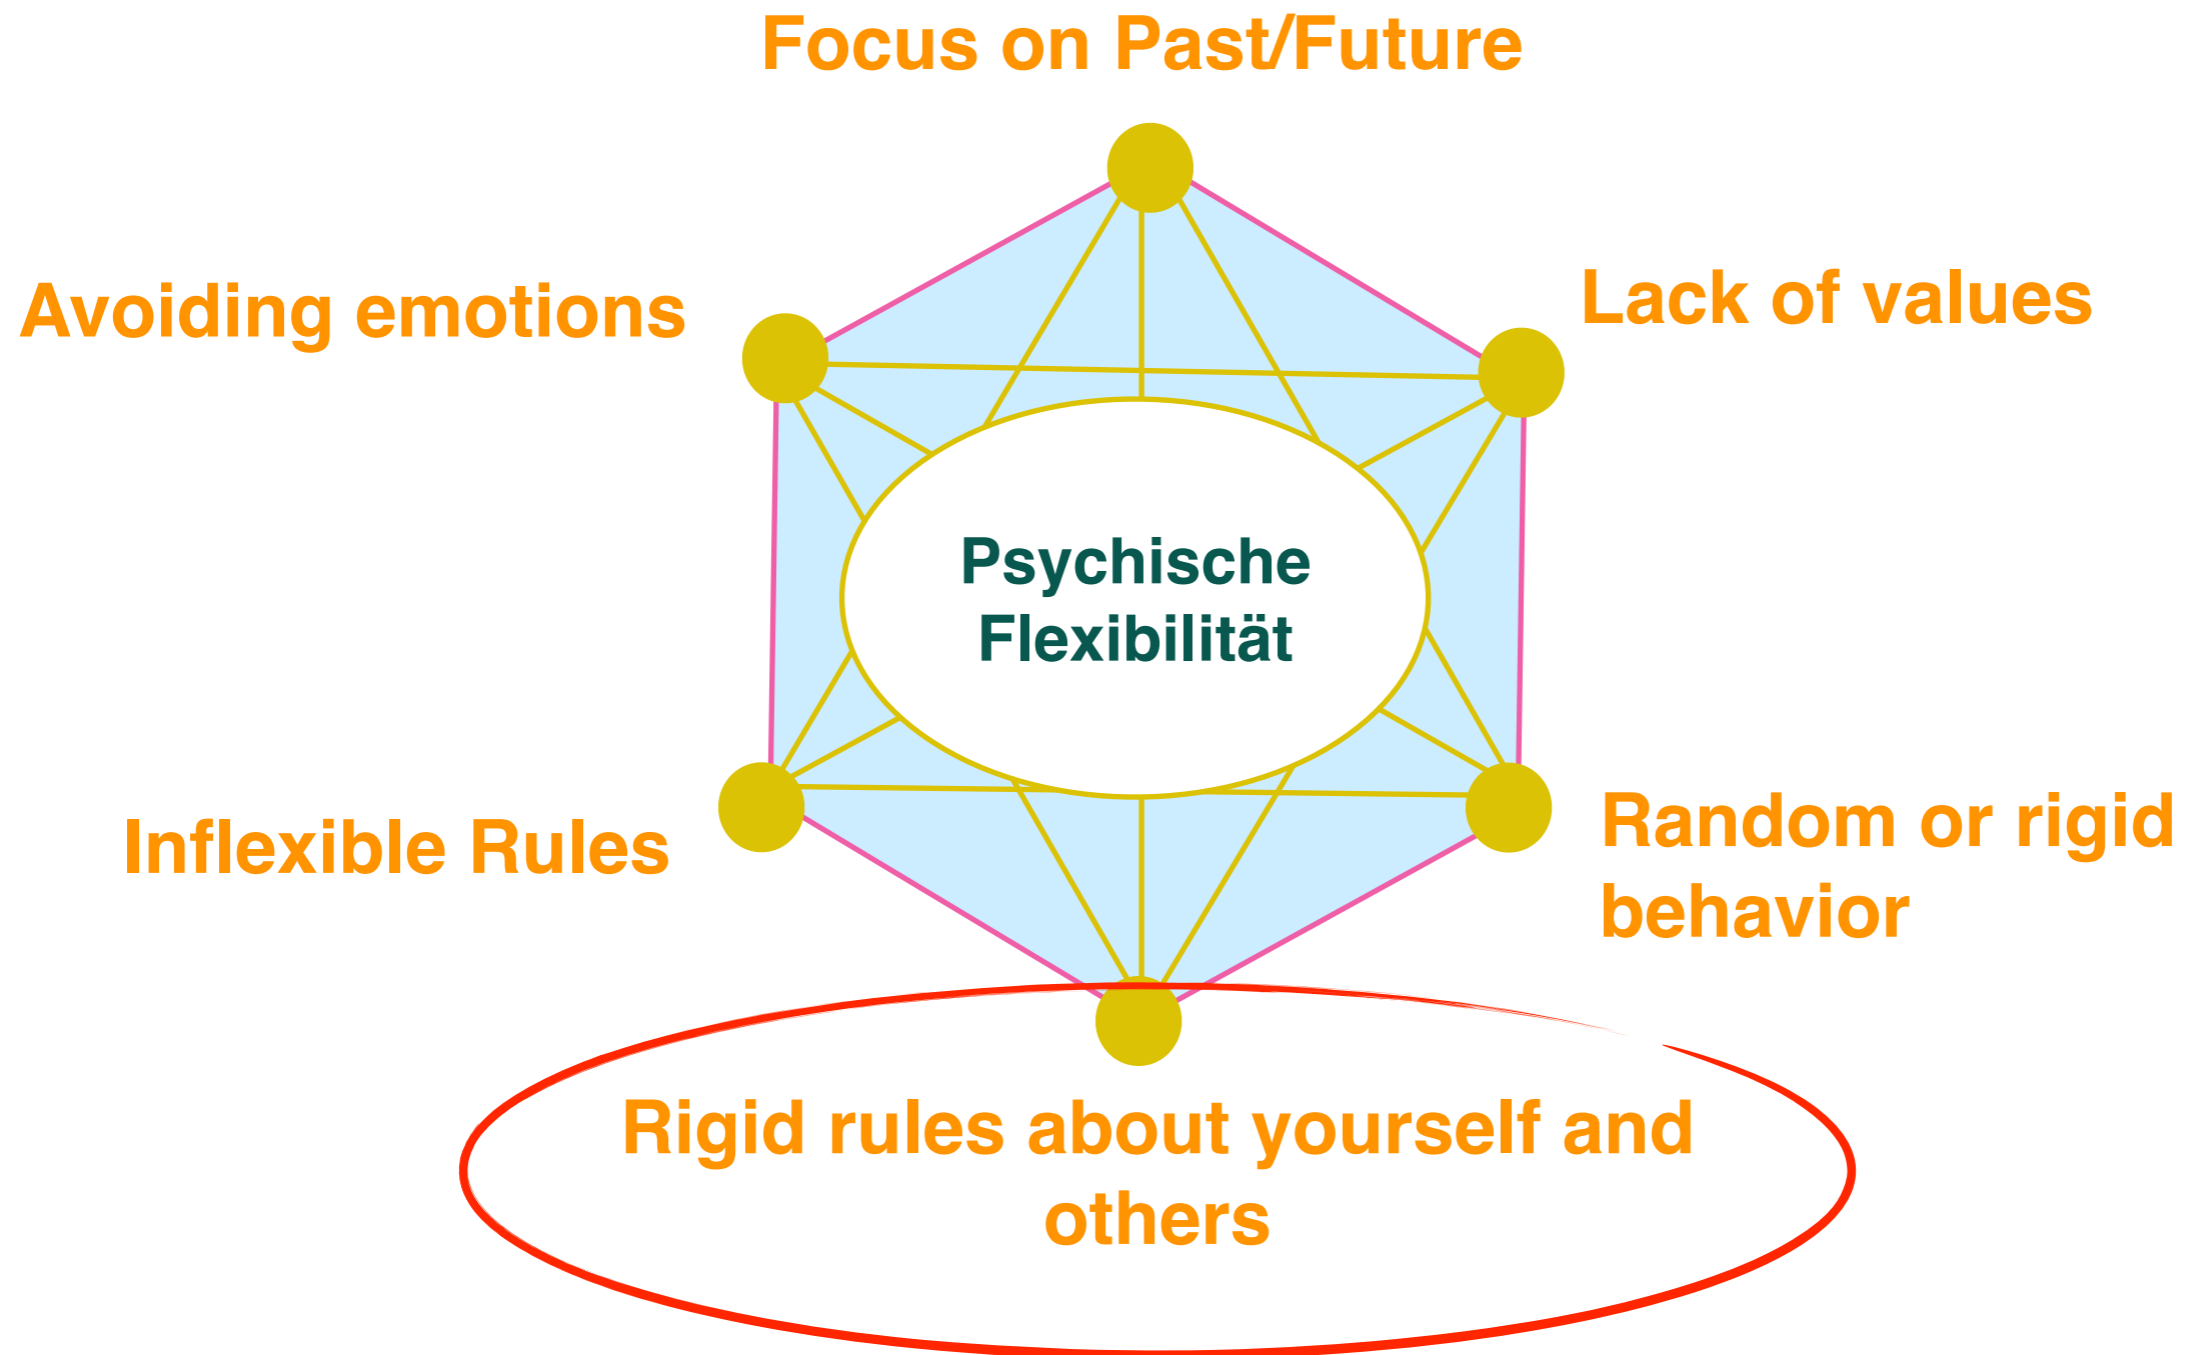 Focus on Past/Future
Avoiding emotions
Lack of values
Psychische
Flexibilität
Inflexible Rules
Random or rigid
behavior
Rigid rules about yourself and
others